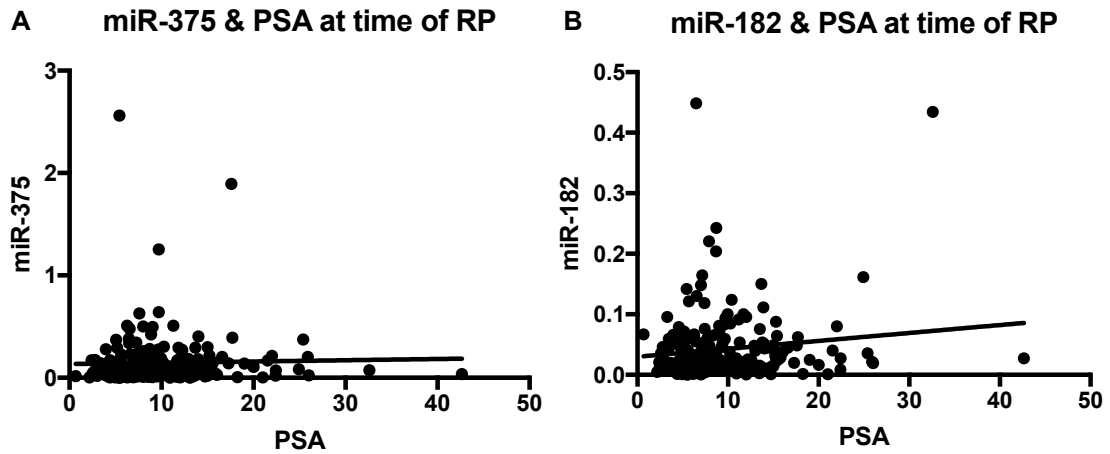 A miR-375 & PSA at time of RP
3
2
1
0
miR-375
0 10 20 30 40 50
PSA
B miR-182 & PSA at time of RP
0.5
0.4
0.3
0.2
0.1
0.0
miR-182
0 10 20 30 40 50
PSA